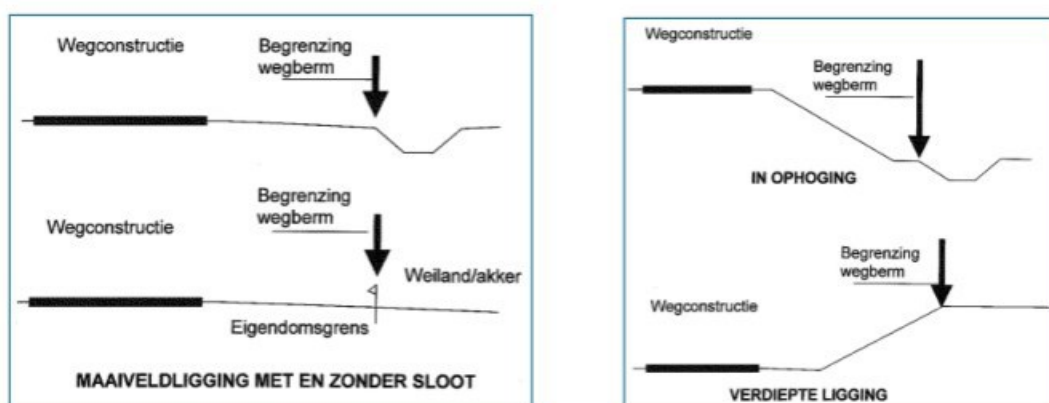 Wegconstructie
Begrenzing
wegberm
Begrenzing
wegberm
Wegconstructie
Weiland/akker
Eigendomsgrens
MAAIVELDLIGGING MET EN ZONDER SLOOT
Wegconstructie
Begrenzing
wegberm
IN OPHOGING
Begrenzing
wegberm
Wegconstructie
VERDIEPTE LIGGING